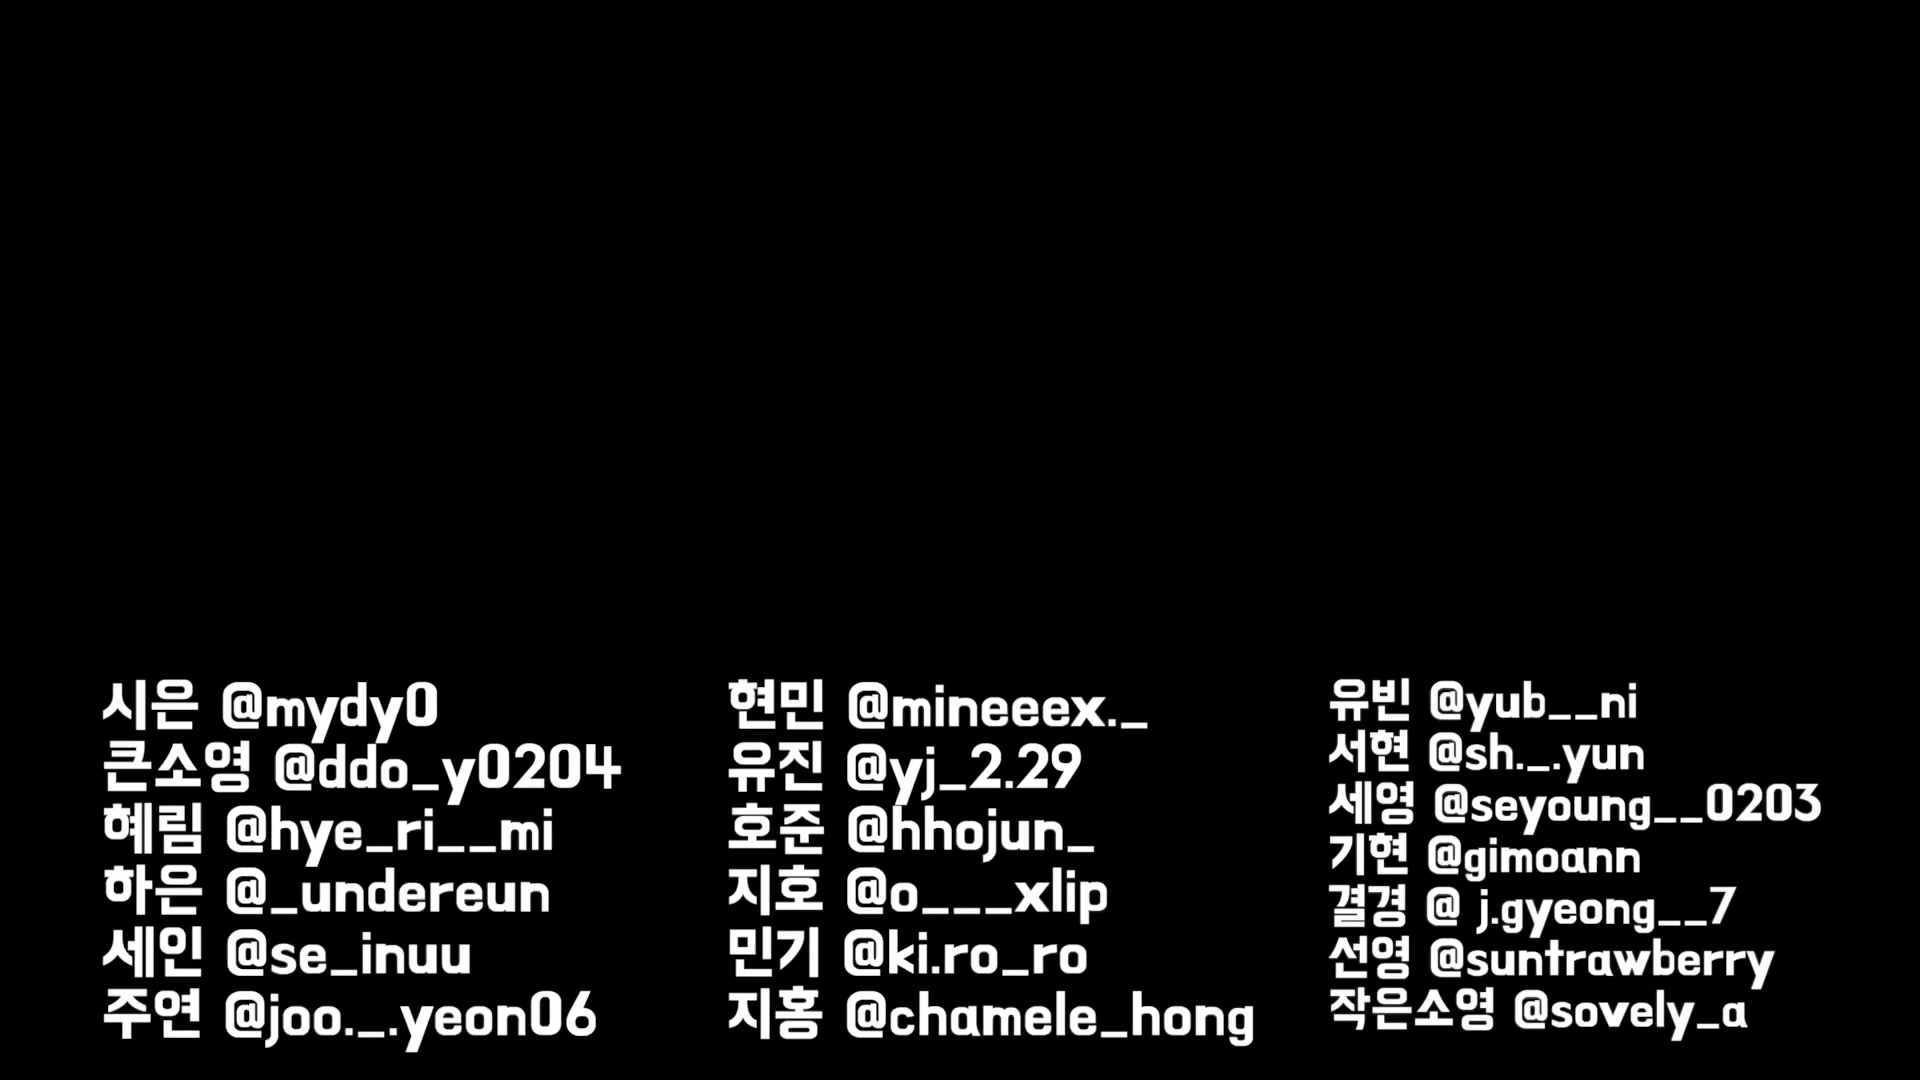 시은 @mydy0
큰소영 @ddo_y0204
혜림 @hye_ri__mi
하은 @_undereun
세인 @se_inuu
주연 @joo._.yeon06
현민 @mineeex._
유진 @yj_2.29
호준 @hhojun_
지호 @o___xlip
민기 @ki.ro_ro
지홍 @chamele_hong
유빈 @yub__ni
서현 @sh._.yun
세영 @seyoung__0203
기현 @gimoann
결경 @ j.gyeong__7
선영 @suntrawberry
작은소영 @sovely_a